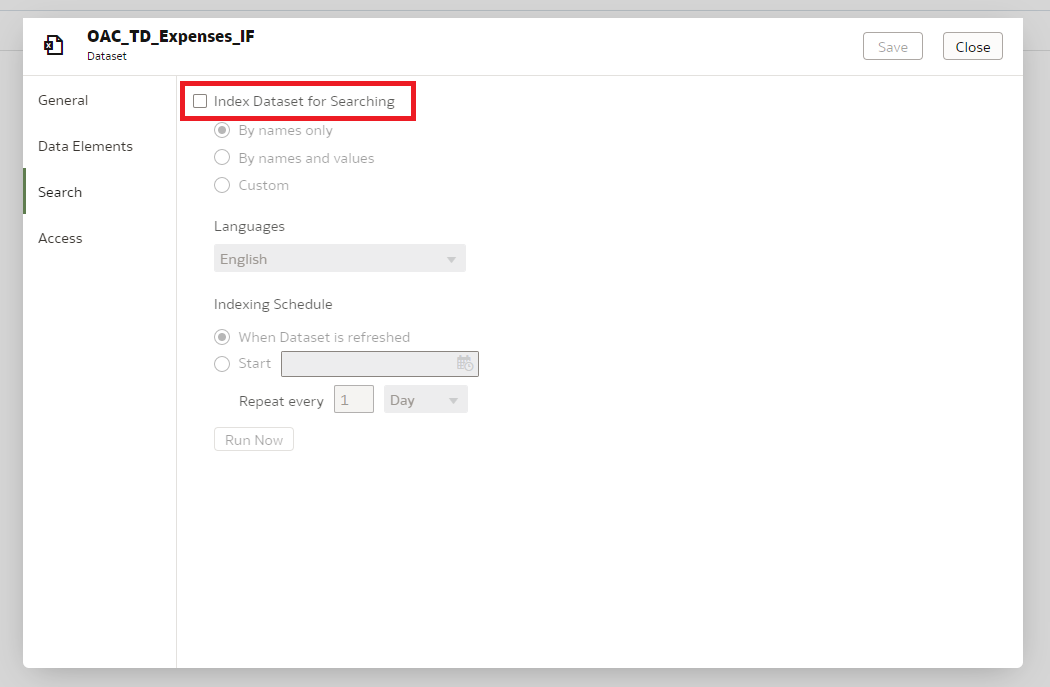 OAC_TD_Expenses_IF
Dataset
Save
Close
General
Data Elements
Search
Access
Index Dataset for Searching
By names only
By names and values
Custom
Languages
English
Indexing Schedule
When Dataset is refreshed
Start
Repeat every 1 Day
Run Now